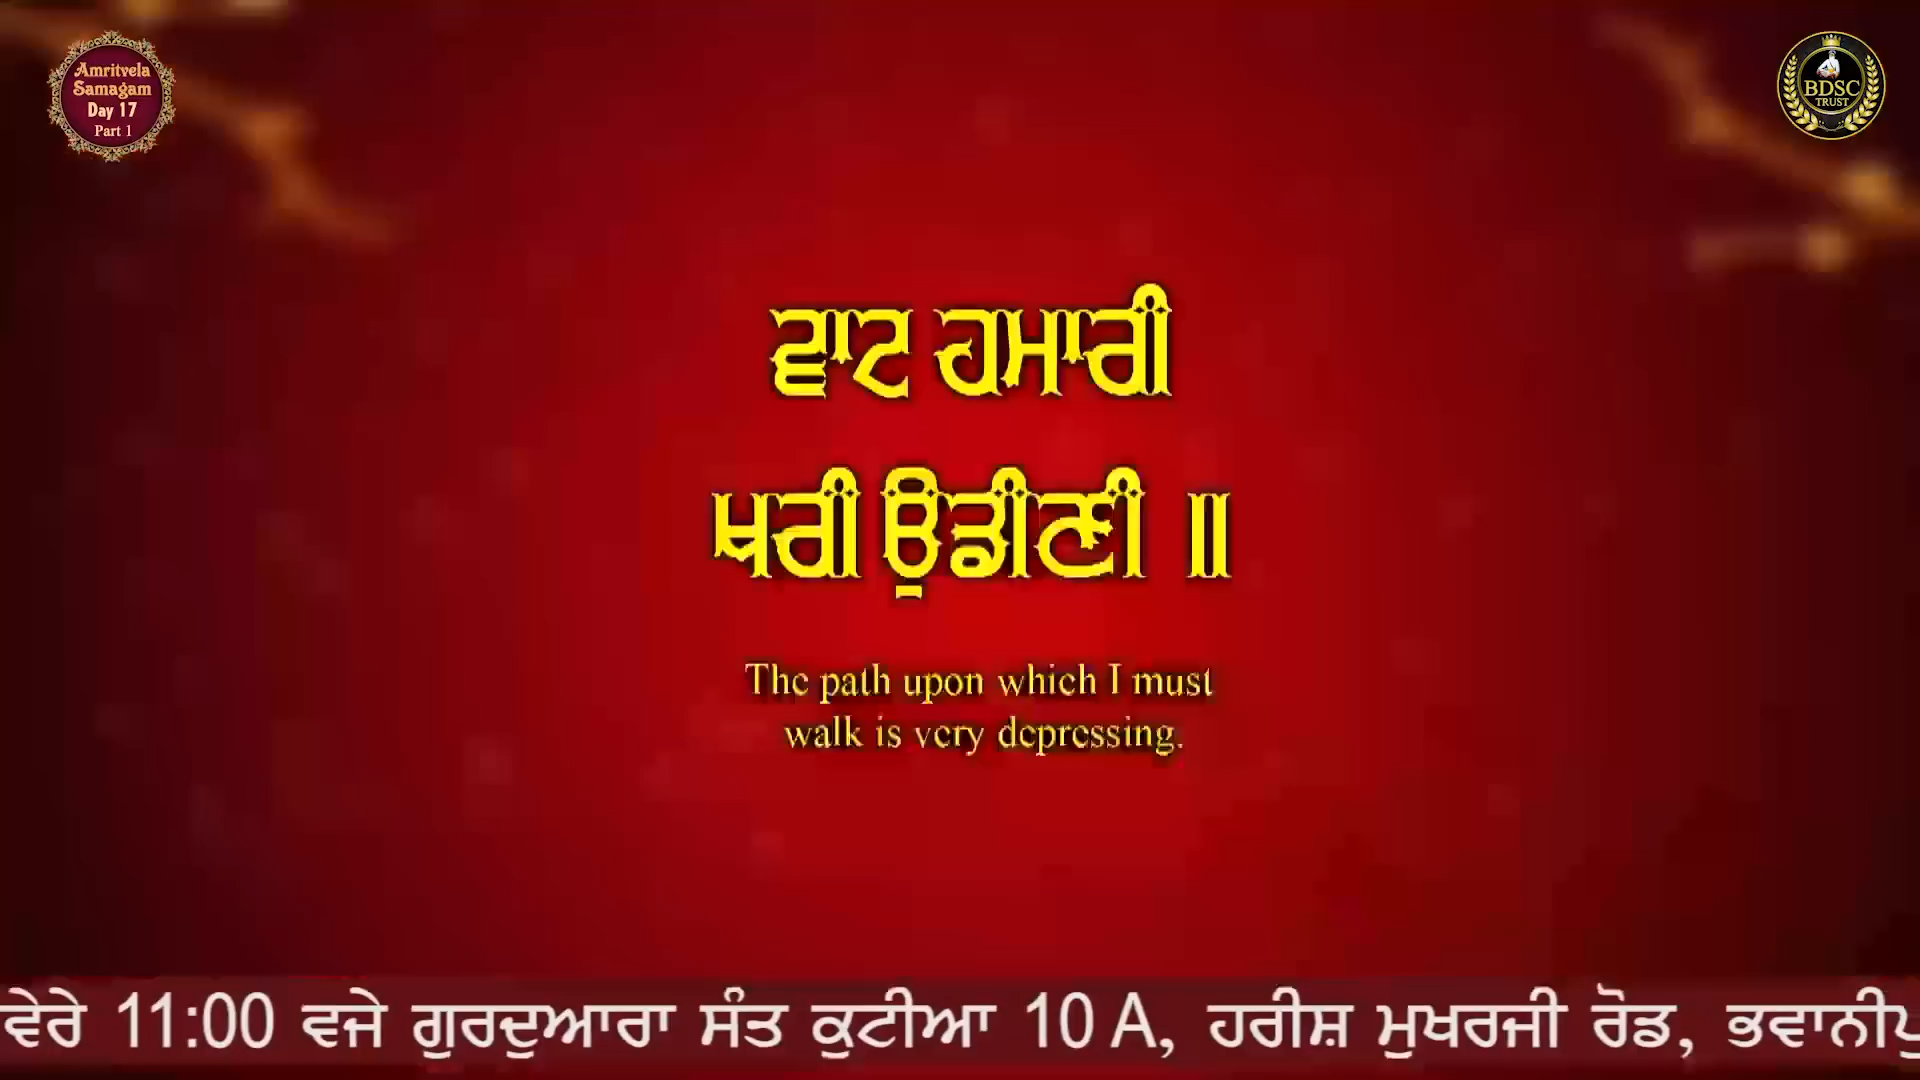 Amritvela
Samagam
Day 17
Part 1
BDSC
TRUST
ਵਾਟ ਹਮਾਰੀ
ਖਰੀ ਉਡੀਣੀ ॥
The path upon which I must
walk is very depressing.
ਵੇਰੇ 11:00 ਵਜੇ ਗੁਰਦੁਆਰਾ ਸੰਤ ਕੁਟੀਆ 10 A, ਹਰੀਸ਼ ਮੁਖਰਜੀ ਰੋਡ, ਭਵਾਨੀਪੁ